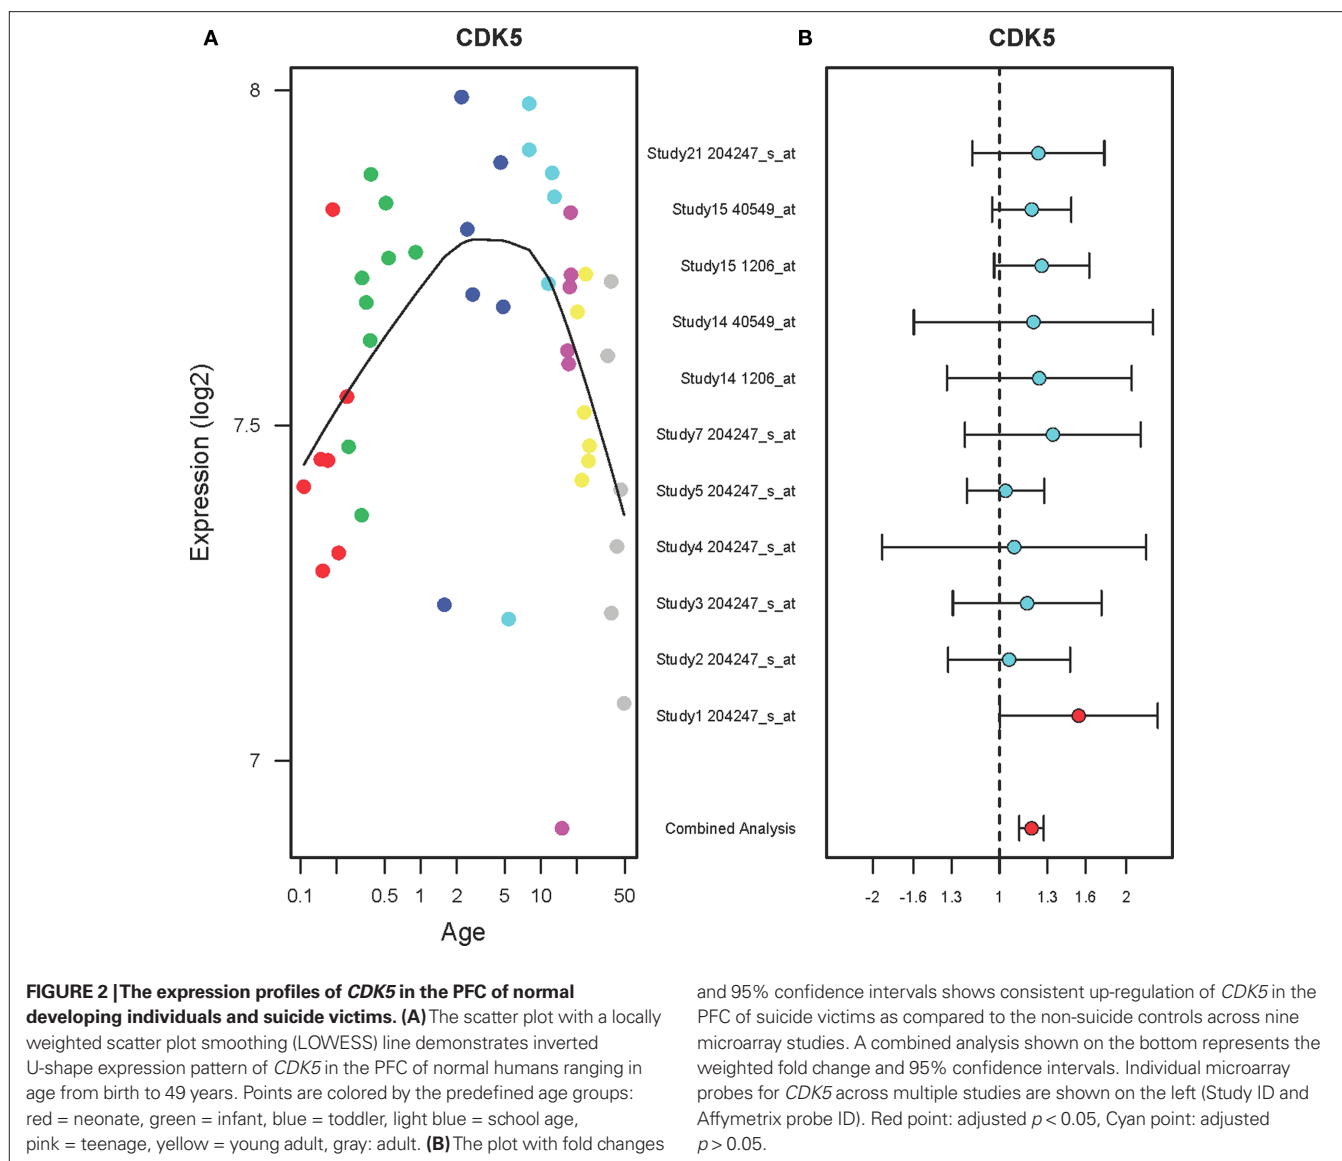 A
CDK5
B
CDK5
8
7.5
7
Expression (log2)
0.1
0.5
1
2
5
10
50
Age
Study21 204247_s_at
Study15 40549_at
Study15 1206_at
Study14 40549_at
Study14 1206_at
Study7 204247_s_at
Study5 204247_s_at
Study4 204247_s_at
Study3 204247_s_at
Study2 204247_s_at
Study1 204247_s_at
Combined Analysis
-2
-1.6
1.3
1
1.3
1.6
2
FIGURE 2 | The expression profiles of CDK5 in the PFC of normal
developing individuals and suicide victims. (A) The scatter plot with a locally
weighted scatter plot smoothing (LOWESS) line demonstrates inverted
U-shape expression pattern of CDK5 in the PFC of normal humans ranging in
age from birth to 49 years. Points are colored by the predefined age groups:
red = neonate, green = infant, blue = toddler, light blue = school age,
pink = teenage, yellow = young adult, gray: adult. (B) The plot with fold changes
and 95% confidence intervals shows consistent up-regulation of CDK5 in the
PFC of suicide victims as compared to the non-suicide controls across nine
microarray studies. A combined analysis shown on the bottom represents the
weighted fold change and 95% confidence intervals. Individual microarray
probes for CDK5 across multiple studies are shown on the left (Study ID and
Affymetrix probe ID). Red point: adjusted p < 0.05, Cyan point: adjusted
p > 0.05.